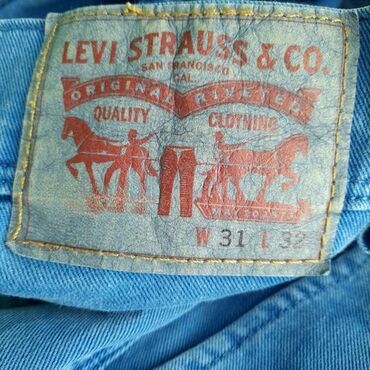 LEVI STRAUSS & CO.
SAN FRANCISCO
CAL.
ORIGINAL RIVETED
QUALITY CLOTHING
W 31 L 32